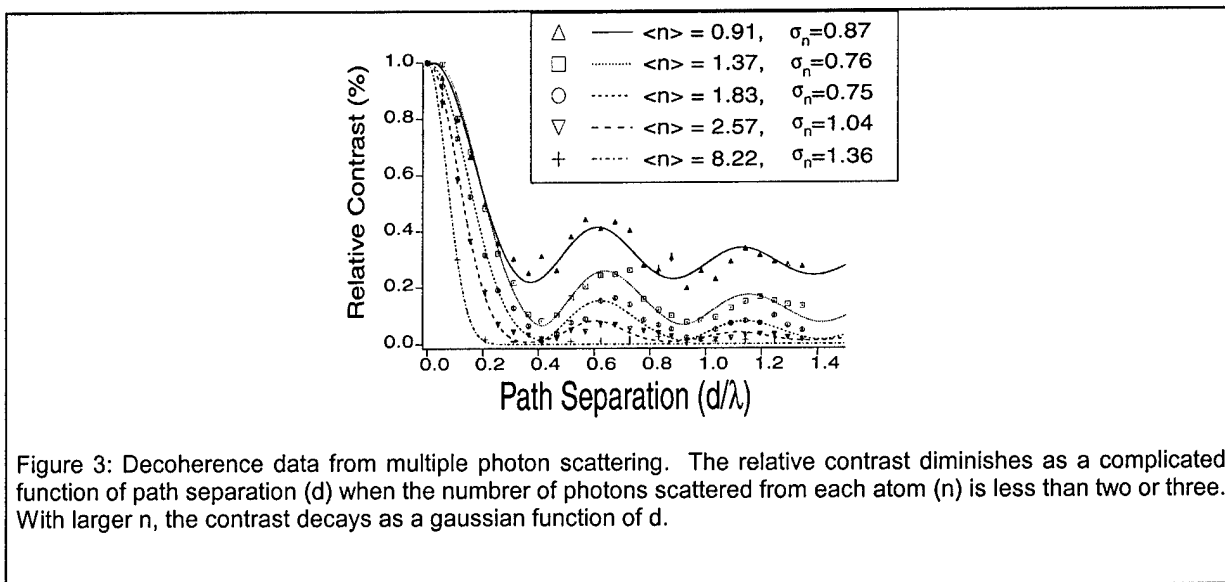 <n> = 0.91, σn=0.87
<n> = 1.37, σn=0.76
<n> = 1.83, σn=0.75
<n> = 2.57, σn=1.04
<n> = 8.22, σn=1.36
Relative Contrast (%)
1.0
0.8
0.6
0.4
0.2
0.0
0.0 0.2 0.4 0.6 0.8 1.0 1.2 1.4
Path Separation (d/λ)
Figure 3: Decoherence data from multiple photon scattering. The relative contrast diminishes as a complicated
function of path separation (d) when the numbrer of photons scattered from each atom (n) is less than two or three.
With larger n, the contrast decays as a gaussian function of d.